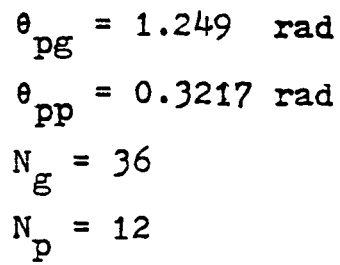 θpg = 1.249 rad
θpp = 0.3217 rad
Ng = 36
Np = 12